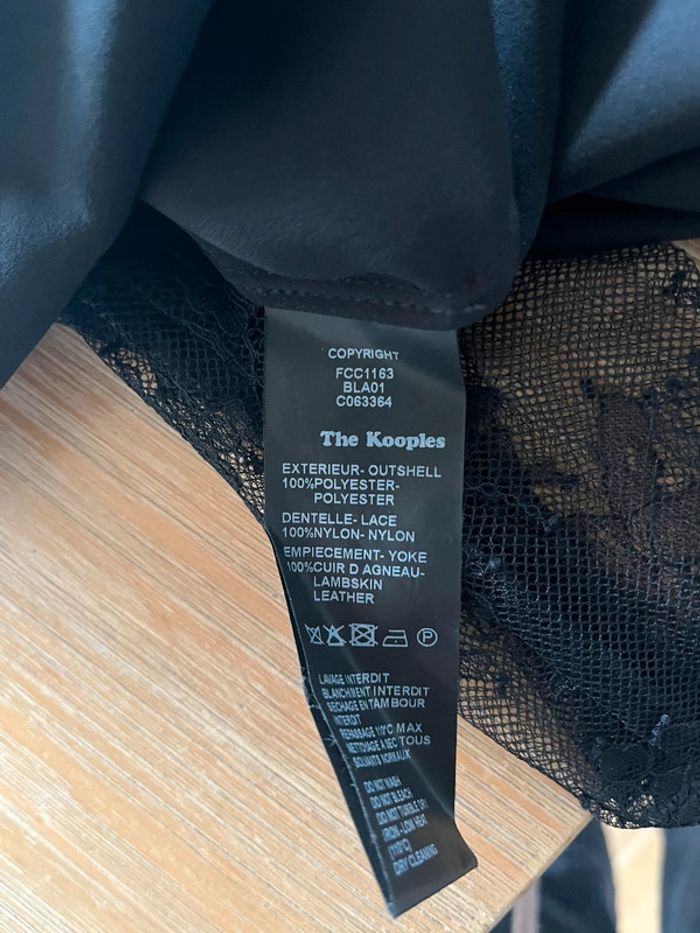 COPYRIGHT
FCC1163
BLA01
C063364
The Kooples
EXTERIEUR- OUTSHELL
100%POLYESTER-
POLYESTER
DENTELLE- LACE
100%NYLON- NYLON
EMPIECEMENT- YOKE
100%CUIR D AGNEAU-
LAMBSKIN
LEATHER
P
LAVAGE INTERDIT
BLANCHMENT INTERDIT
SECHAGE EN TAMBOUR
INTERDIT
REPASSAGE 110°C MAX
NETTOYAGE AVEC TOUS
SOLVANTS NORMAUX
DO NOT WASH
DO NOT BLEACH
DO NOT TUMBLE DRY
IRON - LOW HEAT
(110°C)
DRY CLEANING